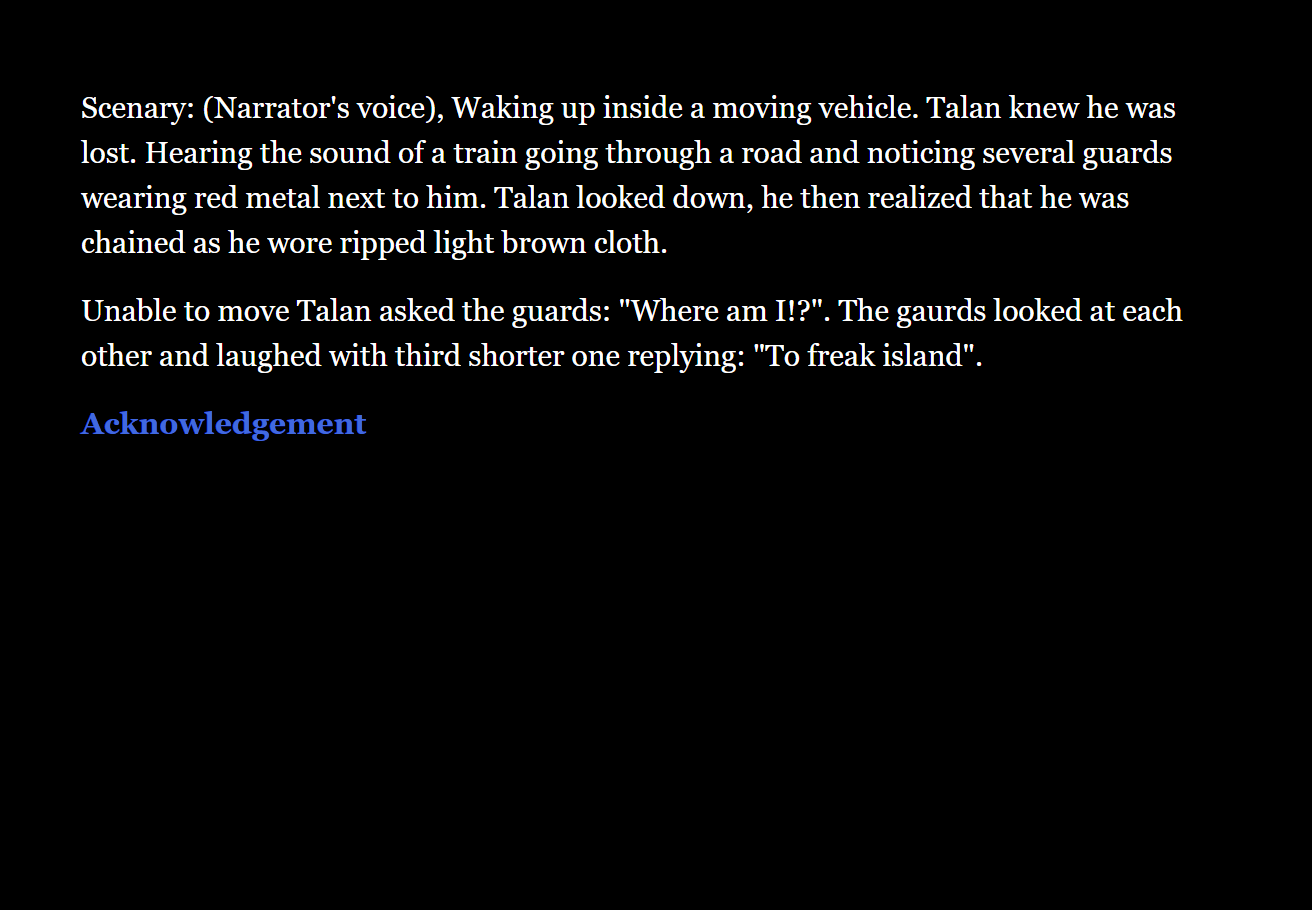 Scenary: (Narrator's voice), Waking up inside a moving vehicle. Talan knew he was
lost. Hearing the sound of a train going through a road and noticing several guards
wearing red metal next to him. Talan looked down, he then realized that he was
chained as he wore ripped light brown cloth.
Unable to move Talan asked the guards: "Where am I!?". The gaurds looked at each
other and laughed with third shorter one replying: "To freak island".
Acknowledgement